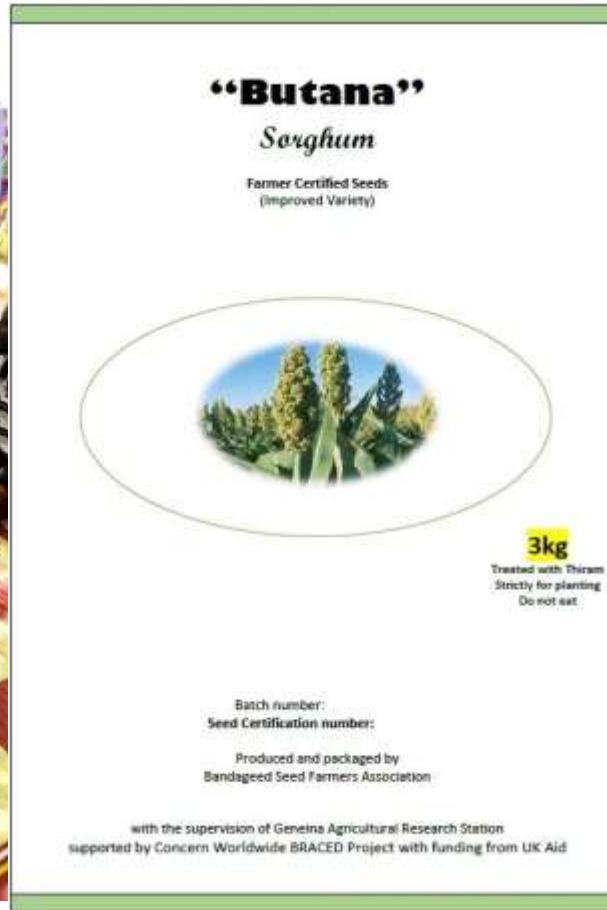 “Butana”
Sorghum
Farmer Certified Seeds
(Improved Variety)
3kg
Treated with Thiram
Strictly for planting
Do not eat
Batch number:
Seed Certification number:
Produced and packaged by
Bandageed Seed Farmers Association
with the supervision of Geneina Agricultural Research Station
supported by Concern Worldwide BRACED Project with funding from UK Aid